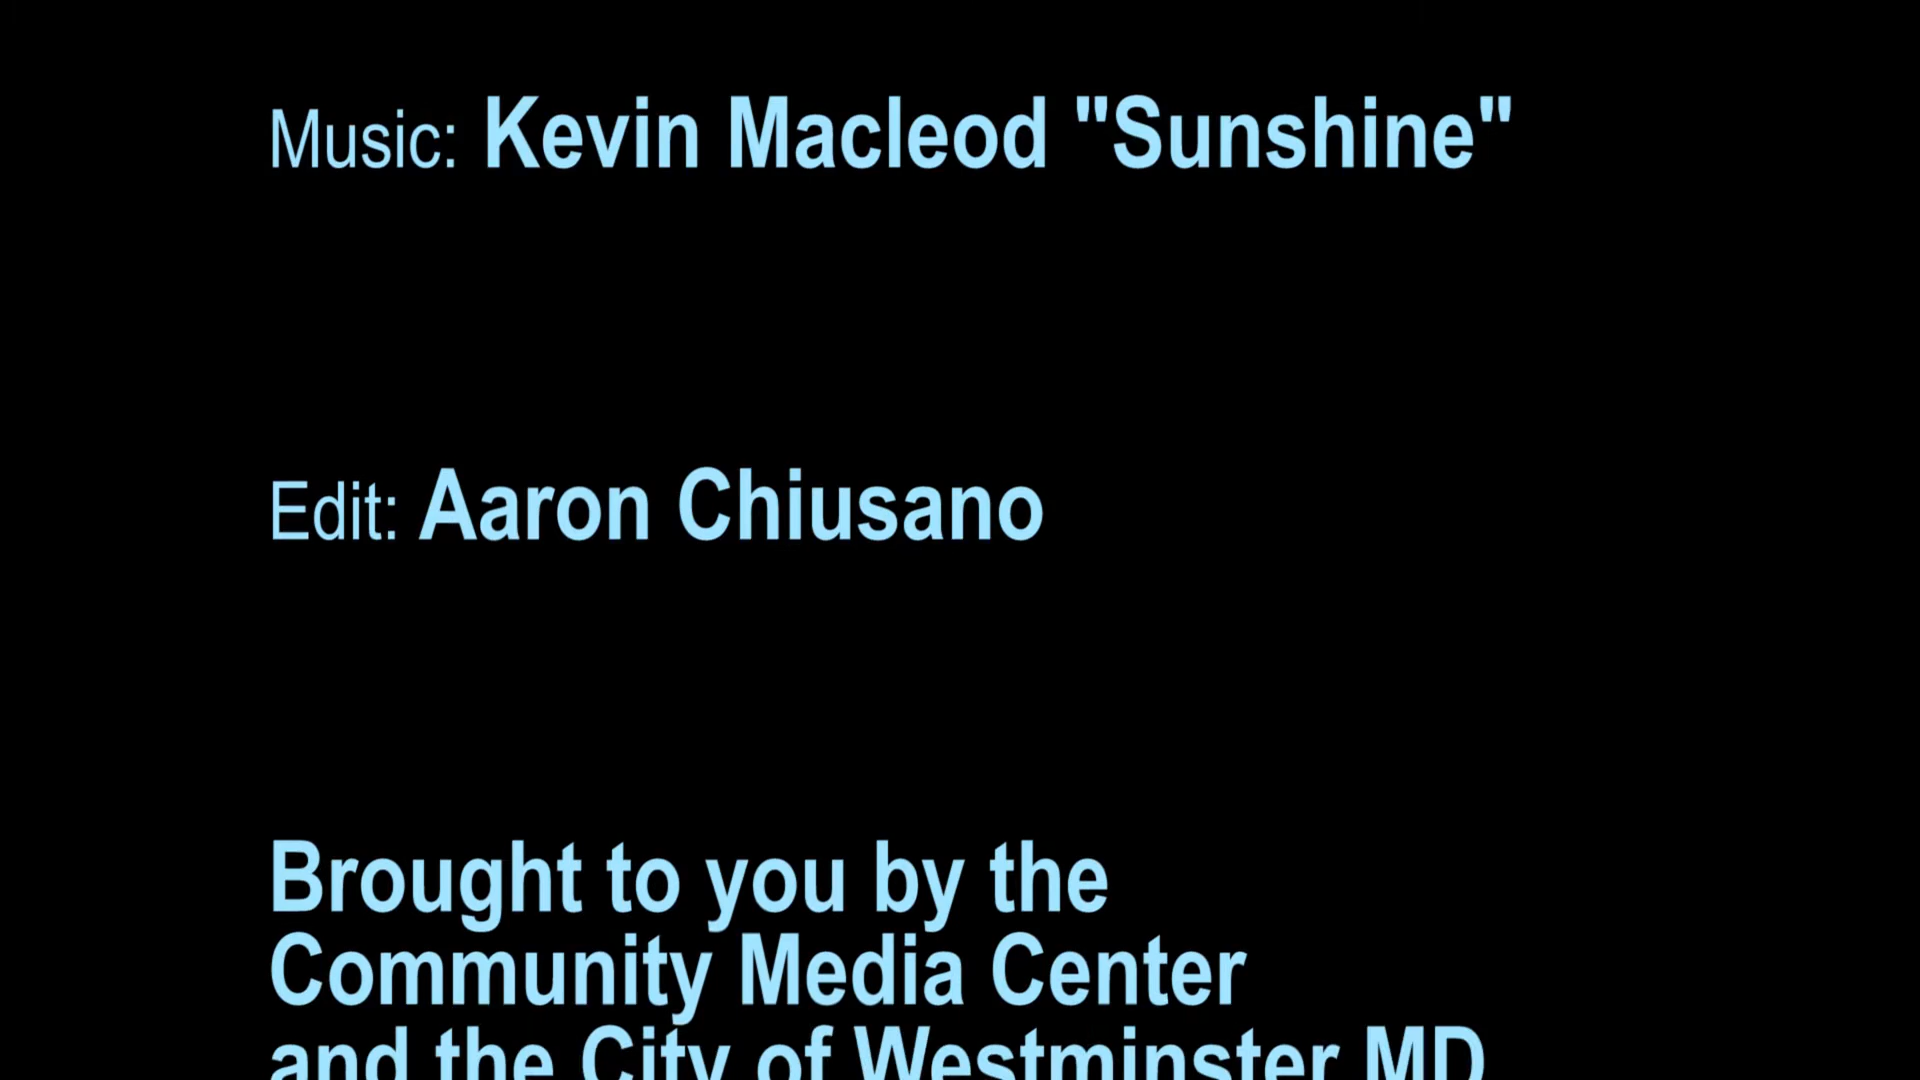 Music: Kevin Macleod "Sunshine"
Edit: Aaron Chiusano
Brought to you by the
Community Media Center
and the City of Westminster MD